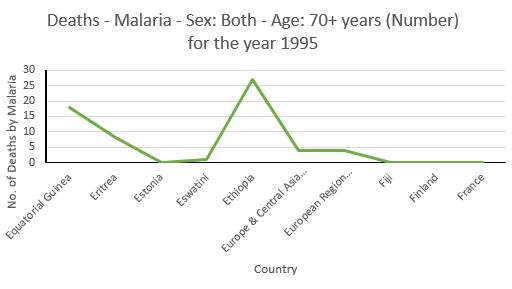 Deaths - Malaria - Sex: Both - Age: 70+ years (Number)
for the year 1995
No. of Deaths by Malaria
30
25
20
15
10
5
0
Equatorial Guinea
Eritrea
Estonia
Eswatini
Ethiopia
Europe & Central Asia...
European Region...
Fiji
Finland
France
Country